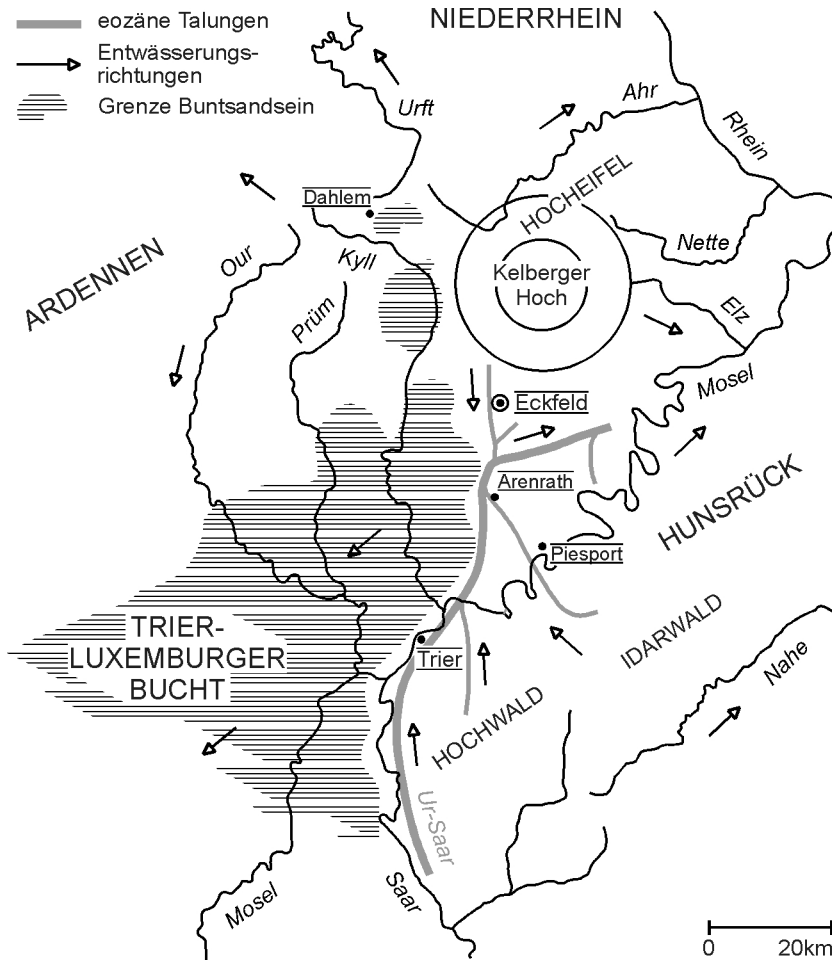 NIEDERRHEIN
eozäne Talungen
Entwässerungs-
richtungen
Grenze Buntsandsein
Urft
Ahr
Rhein
HOCHEIFEL
Dahlem
Nette
Our
Kyll
ARDENNEN
Kelberger
Hoch
Prüm
Elz
Mosel
Eckfeld
Arenrath
HUNSRÜCK
Piesport
TRIER-
LUXEMBURGER
BUCHT
Trier
IDARWALD
Nahe
HOCHWALD
Ur-Saar
Mosel
Saar
0 20km